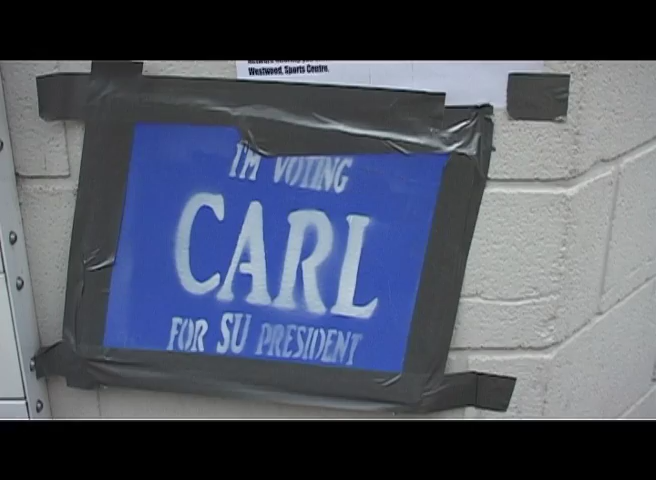 Westwood, Sports Centre.
I'M VOTING
CARL
FOR SU PRESIDENT